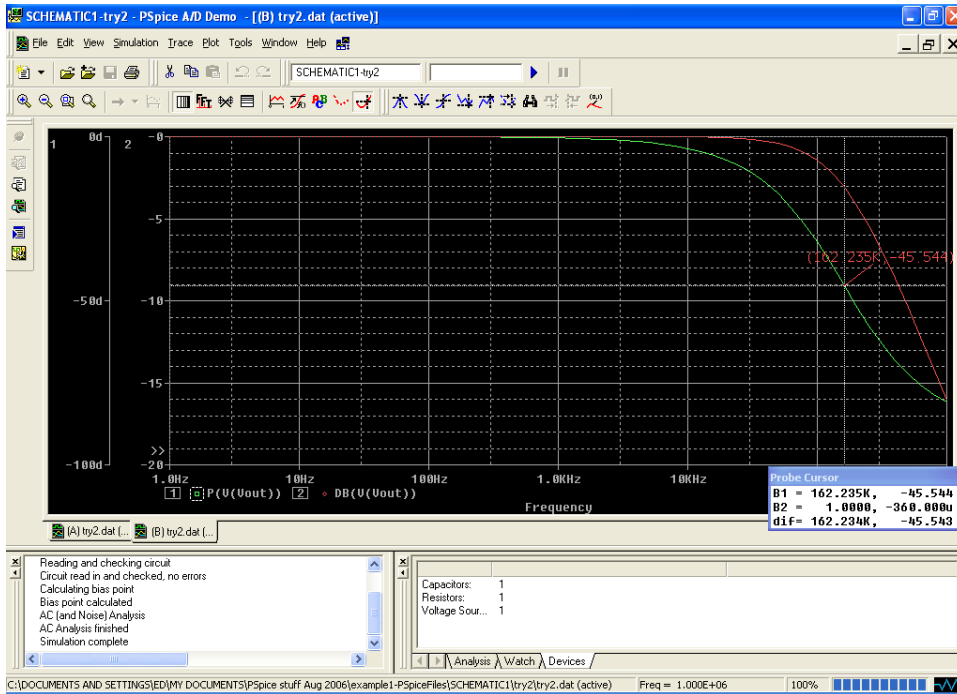 SCHEMATIC1-try2 - PSpice A/D Demo - [(B) try2.dat (active)]
File Edit View Simulation Trace Plot Tools Window Help
SCHEMATIC1-try2
1
2
0d
-50d
-100d
-0
-5
-10
-15
-20
>>
(162.235K,-45.544)
1.0Hz 10Hz 100Hz 1.0KHz 10KHz
1 P(V(Vout)) 2 DB(V(Vout))
Frequency
Probe Cursor
B1 = 162.235K, -45.544
B2 = 1.0000, -360.000u
dif= 162.234K, -45.543
(A) try2.dat (... (B) try2.dat (...
Reading and checking circuit
Circuit read in and checked, no errors
Calculating bias point
Bias point calculated
AC (and Noise) Analysis
AC Analysis finished
Simulation complete
Capacitors: 1
Resistors: 1
Voltage Sour... 1
Analysis Watch Devices
C:\DOCUMENTS AND SETTINGS\ED\MY DOCUMENTS\PSpice stuff Aug 2006\example1-PSpiceFiles\SCHEMATIC1\try2\try2.dat (active) Freq = 1.000E+06 100%